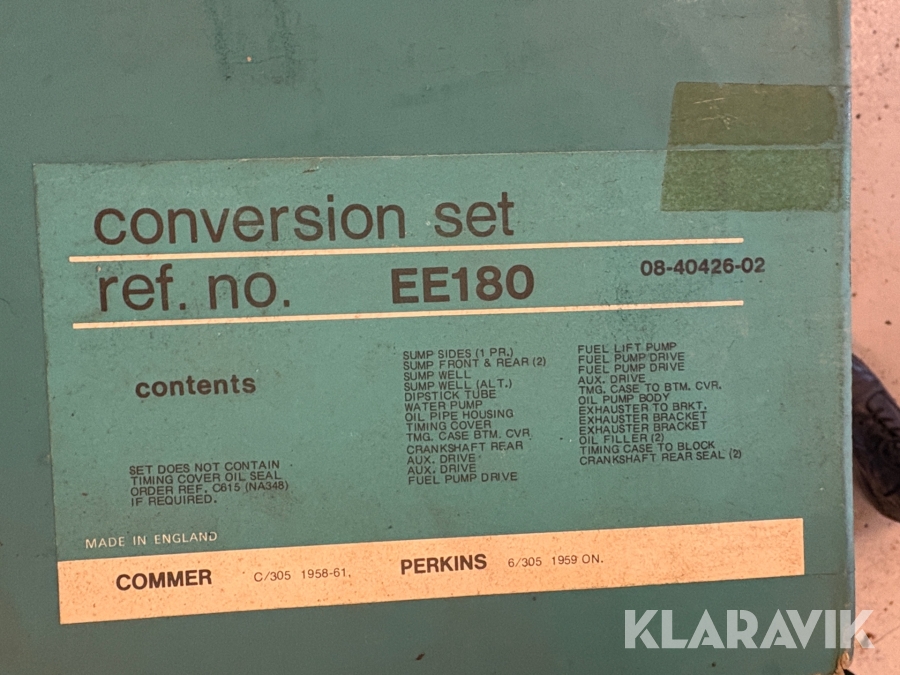 conversion set
ref. no. EE180 08-40426-02
contents
SUMP SIDES (1 PR.)
SUMP FRONT & REAR (2)
SUMP WELL
SUMP WELL (ALT.)
DIPSTICK TUBE
WATER PUMP
OIL PIPE HOUSING
TIMING COVER
TMG. CASE BTM. CVR.
CRANKSHAFT REAR
AUX. DRIVE
AUX. DRIVE
FUEL PUMP DRIVE
FUEL LIFT PUMP
FUEL PUMP DRIVE
FUEL PUMP DRIVE
AUX. DRIVE
TMG. CASE TO BTM. CVR.
OIL PUMP BODY
EXHAUSTER TO BRKT.
EXHAUSTER BRACKET
EXHAUSTER BRACKET
OIL FILLER (2)
TIMING CASE TO BLOCK
CRANKSHAFT REAR SEAL (2)
SET DOES NOT CONTAIN
TIMING COVER OIL SEAL
ORDER REF. C615 (NA348)
IF REQUIRED.
MADE IN ENGLAND
COMMER C/305 1958-61. PERKINS 6/305 1959 ON.
KLARAVIK